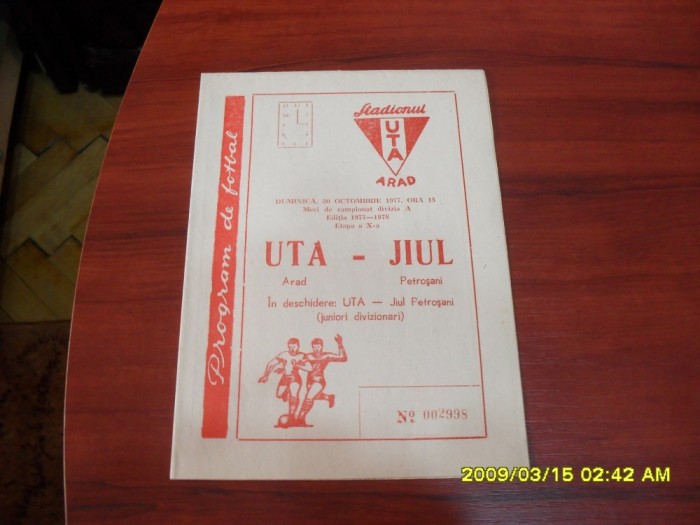 Program de fotbal
Stadionul
UTA
ARAD
DUMINICA, 30 OCTOMBRIE 1977, ORA 15
Meci de campionat divizia A
Ediția 1977—1978
Etapa a X-a
UTA - JIUL
Arad Petroșani
În deschidere: UTA — Jiul Petroșani
(juniori divizionari)
Nº 002998
2009/03/15 02:42 AM